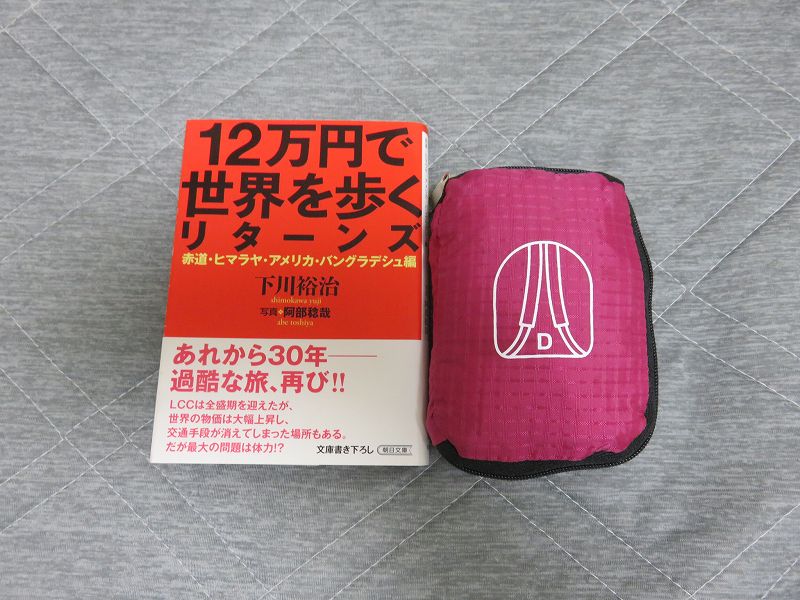 12万円で
世界を歩く
リターンズ
赤道・ヒマラヤ・アメリカ・バングラデシュ編
下川裕治
shimokawa yuji
写真・阿部稔哉
abe toshiya
あれから30年――
過酷な旅、再び!!
LCCは全盛期を迎えたが、
世界の物価は大幅上昇し、
交通手段が消えてしまった場所もある。
だが最大の問題は体力!?
文庫書き下ろし 朝日文庫
D